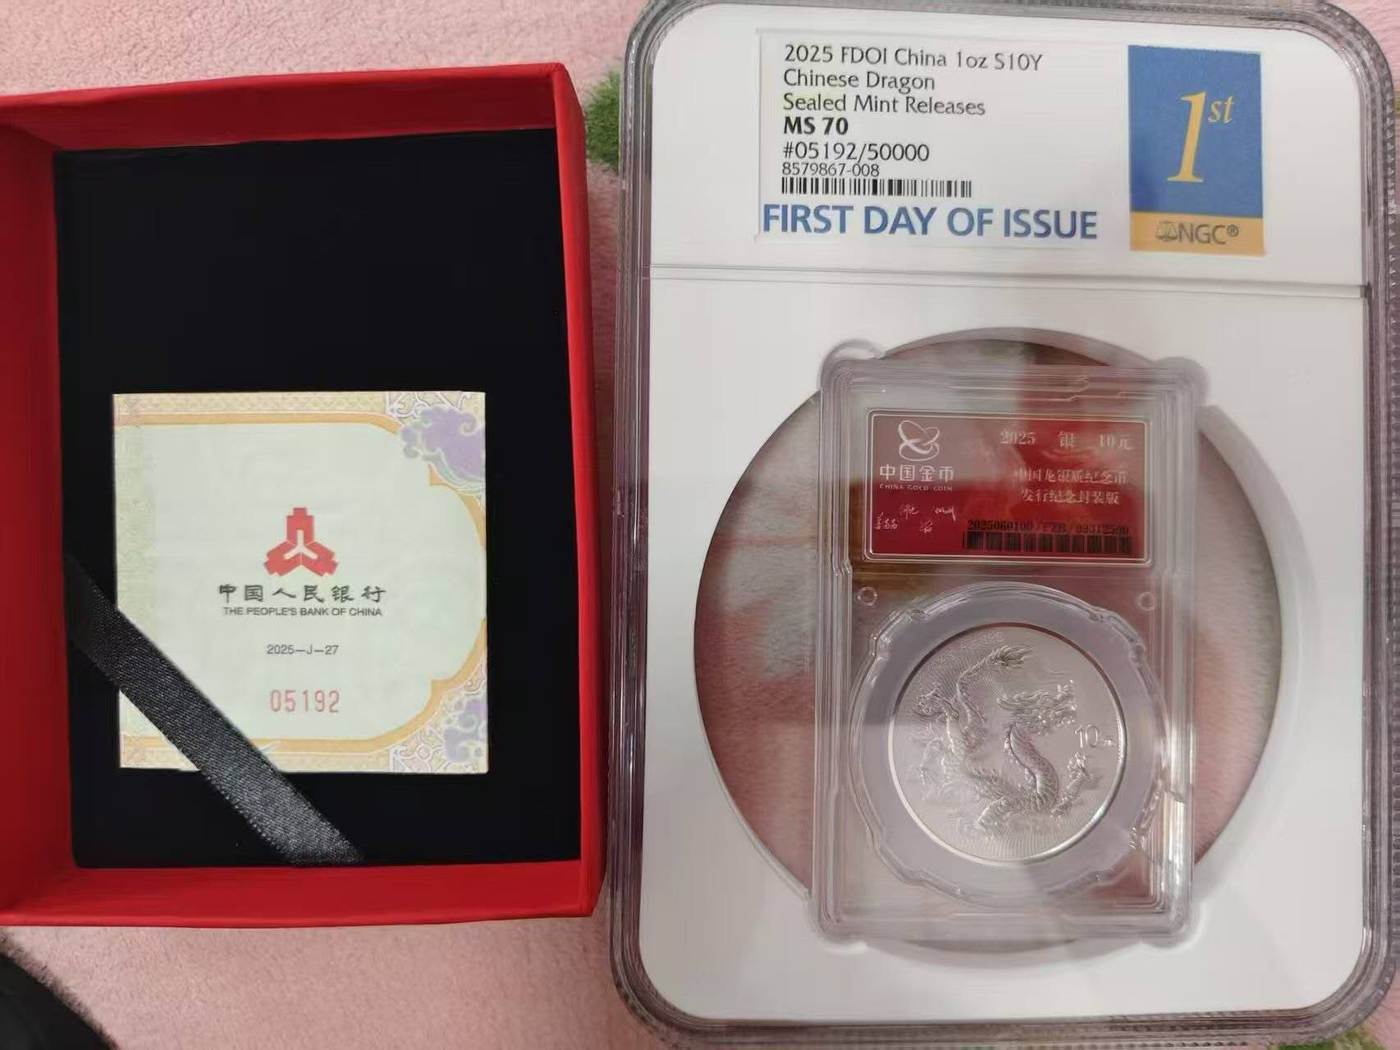 中国人民银行
THE PEOPLE'S BANK OF CHINA
2025—J—27
05192
2025 FDOI China 1oz S10Y
Chinese Dragon
Sealed Mint Releases
MS 70
#05192/50000
8579867-008
FIRST DAY OF ISSUE
1st
NGC®
中国金币
CHINA GOLD COIN
2025 银 10元
中国龙银质纪念币
发行纪念封装版
10元